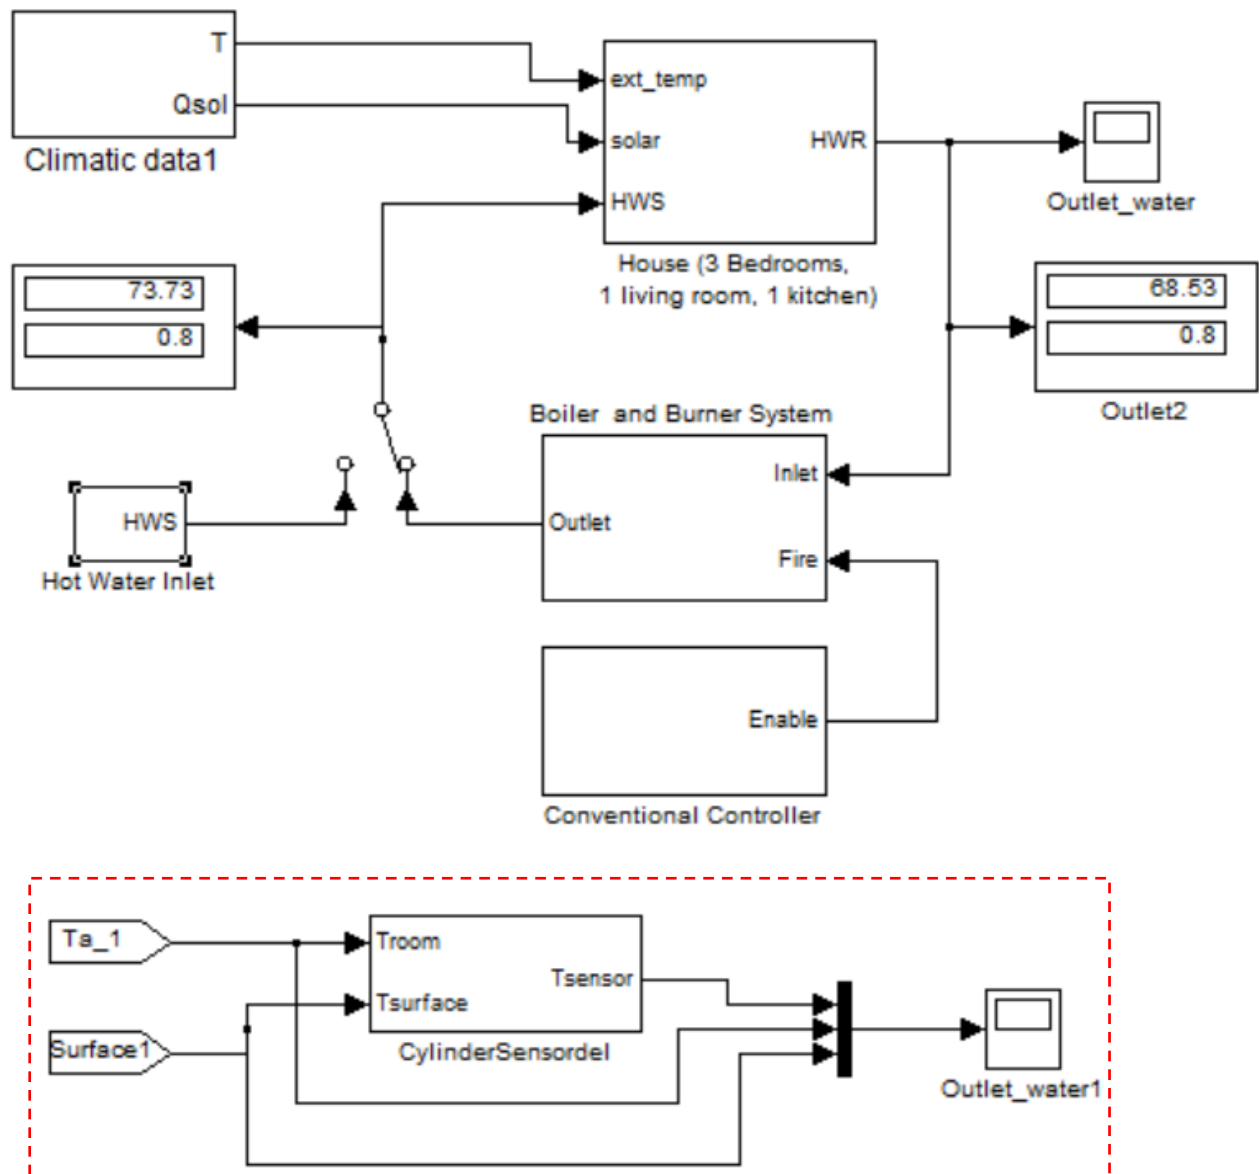 T
Qsol
Climatic data1
ext_temp
solar
HWS
HWR
House (3 Bedrooms,
1 living room, 1 kitchen)
Outlet_water
73.73
0.8
68.53
0.8
Outlet2
Boiler and Burner System
Inlet
Outlet
Fire
HWS
Hot Water Inlet
Enable
Conventional Controller
Ta_1
Surface1
Troom
Tsurface
Tsensor
CylinderSensordel
Outlet_water1